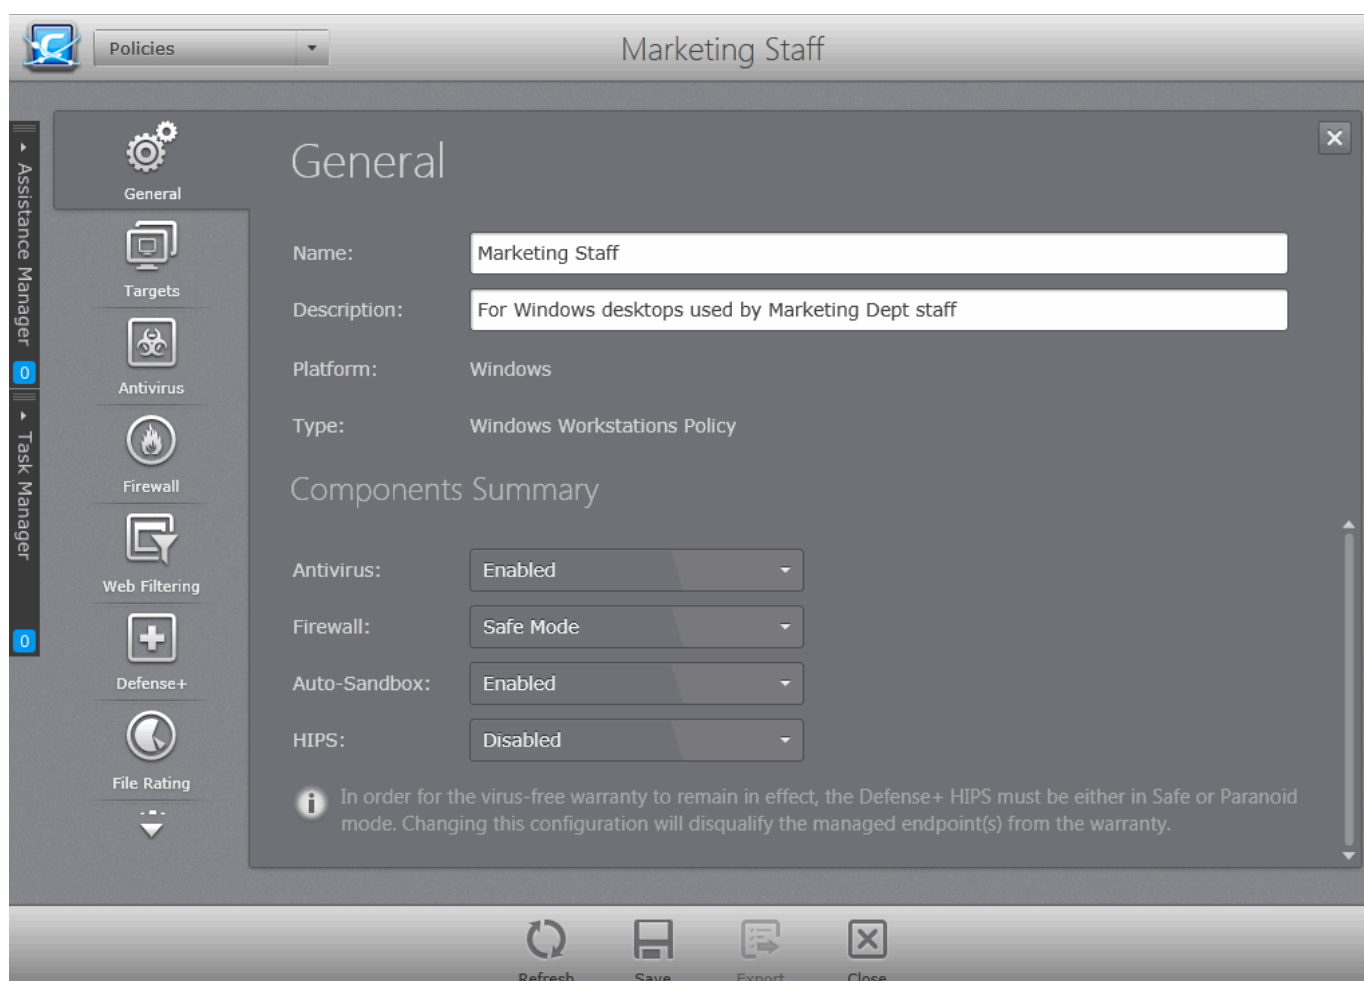 Policies
Marketing Staff
Assistance Manager
0
Task Manager
0
General
Targets
Antivirus
Firewall
Web Filtering
Defense+
File Rating
General
Name:
Marketing Staff
Description:
For Windows desktops used by Marketing Dept staff
Platform:
Windows
Type:
Windows Workstations Policy
Components Summary
Antivirus:
Enabled
Firewall:
Safe Mode
Auto-Sandbox:
Enabled
HIPS:
Disabled
In order for the virus-free warranty to remain in effect, the Defense+ HIPS must be either in Safe or Paranoid
mode. Changing this configuration will disqualify the managed endpoint(s) from the warranty.
Refresh
Save
Export
Close